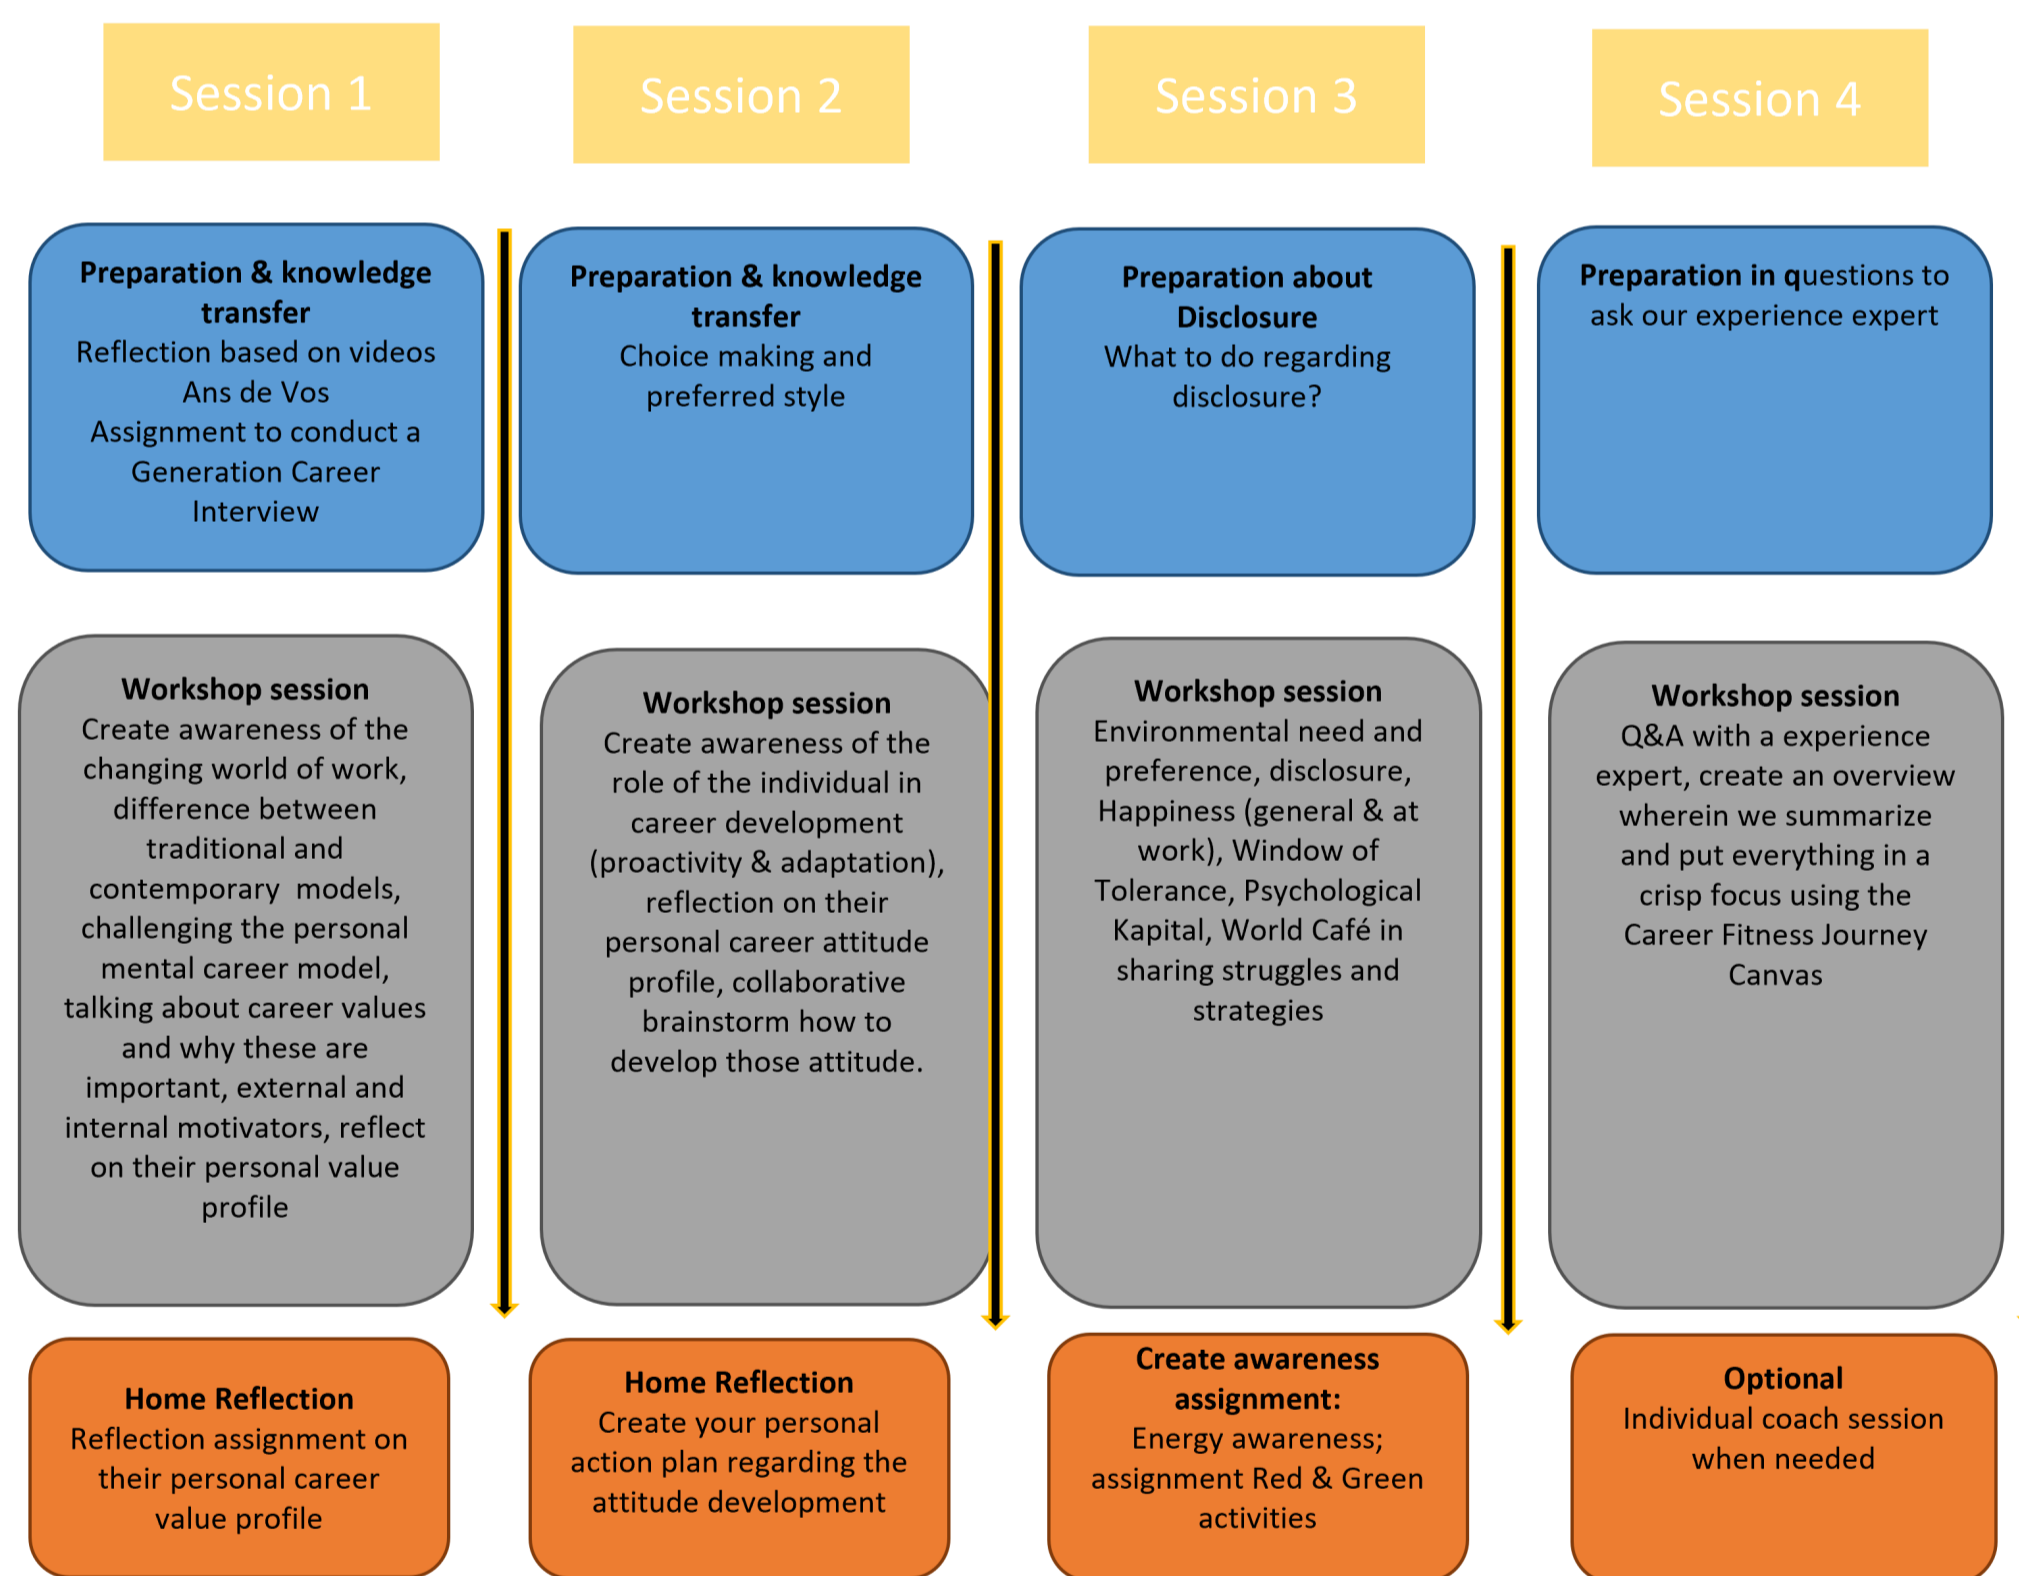 Session 1
Session 2
Session 3
Session 4
Preparation & knowledge
transfer
Reflection based on videos
Ans de Vos
Assignment to conduct a
Generation Career
Interview
Preparation & knowledge
transfer
Choice making and
preferred style
Preparation about
Disclosure
What to do regarding
disclosure?
Preparation in questions to
ask our experience expert
Workshop session
Create awareness of the
changing world of work,
difference between
traditional and
contemporary  models,
challenging the personal
mental career model,
talking about career values
and why these are
important, external and
internal motivators, reflect
on their personal value
profile
Workshop session
Create awareness of the
role of the individual in
career development
(proactivity & adaptation),
reflection on their
personal career attitude
profile, collaborative
brainstorm how to
develop those attitude.
Workshop session
Environmental need and
preference, disclosure,
Happiness (general & at
work), Window of
Tolerance, Psychological
Kapital, World Café in
sharing struggles and
strategies
Workshop session
Q&A with a experience
expert, create an overview
wherein we summarize
and put everything in a
crisp focus using the
Career Fitness Journey
Canvas
Home Reflection
Reflection assignment on
their personal career
value profile
Home Reflection
Create your personal
action plan regarding the
attitude development
Create awareness
assignment:
Energy awareness;
assignment Red & Green
activities
Optional
Individual coach session
when needed